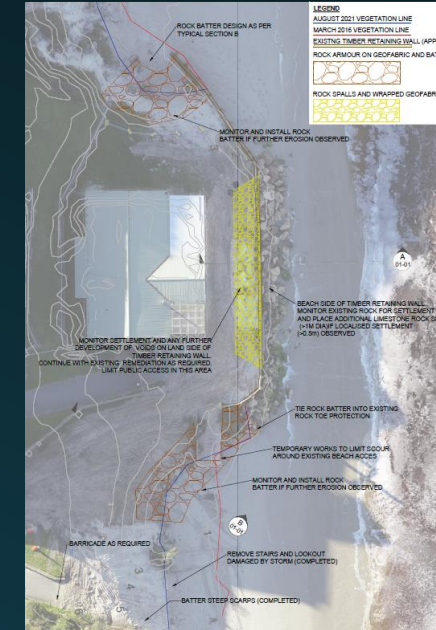 LEGEND
AUGUST 2021 VEGETATION LINE
MARCH 2016 VEGETATION LINE
EXISTNG TIMBER RETAINING WALL (APP
ROCK ARMOUR ON GEOFABRIC AND BAT
ROCK SPALLS AND WRAPPED GEOFABR
ROCK BATTER DESIGN AS PER
TYPICAL SECTION B
MONITOR AND INSTALL ROCK
BATTER IF FURTHER EROSION OBSERVED
A
01-01
BEACH SIDE OF TIMBER RETAINING WALL,
MONITOR EXISTING ROCK FOR SETTLEMENT
AND PLACE ADDITIONAL LIMESTONE ROCK S
(>1M DIA)IF LOCALISED SETTLEMENT
(>0.5m) OBSERVED
MONITOR SETTLEMENT AND ANY FURTHER
DEVELOPMENT OF VOIDS ON LAND SIDE OF
TIMBER RETAINING WALL.
CONTINUE WITH EXISTING REMEDIATION AS REQUIRED.
LIMIT PUBLIC ACCESS IN THIS AREA
TIE ROCK BATTER INTO EXISTING
ROCK TOE PROTECTION
TEMPORARY WORKS TO LIMIT SCOUR
AROUND EXISTING BEACH ACCES
MONITOR AND INSTALL ROCK
BATTER IF FURTHER EROSION OBSERVED
B
01-01
BARRICADE AS REQUIRED
REMOVE STAIRS AND LOOKOUT
DAMAGED BY STORM (COMPLETED)
BATTER STEEP SCARPS (COMPLETED)